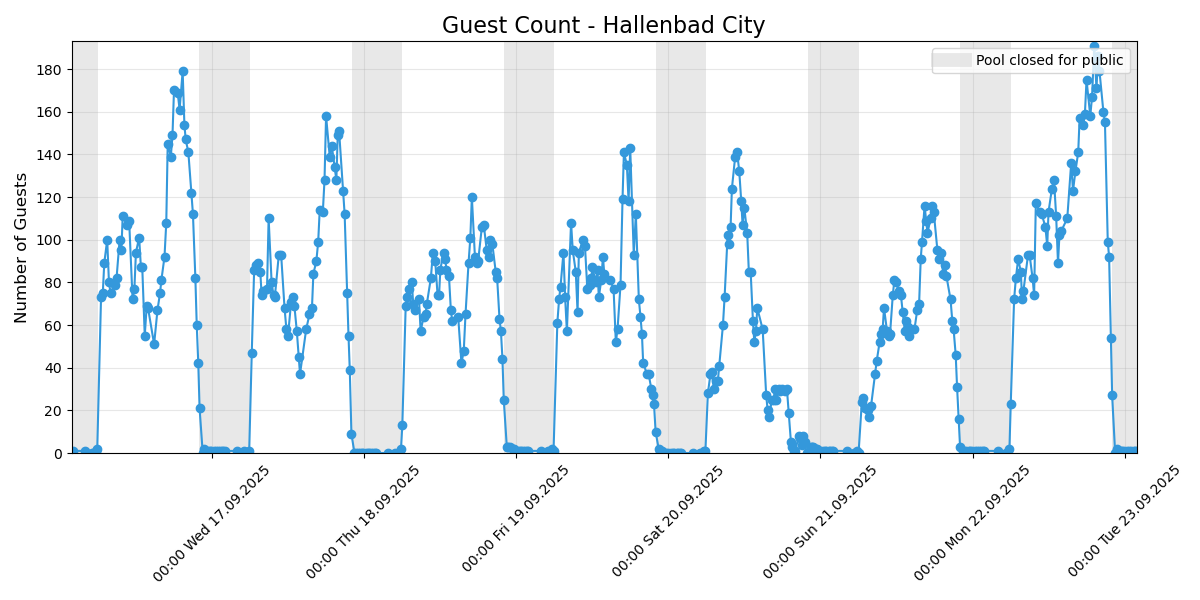 Guest Count - Hallenbad City
Pool closed for public
Number of Guests
180
160
140
120
100
80
60
40
20
0
00:00 Wed 17.09.2025
00:00 Thu 18.09.2025
00:00 Fri 19.09.2025
00:00 Sat 20.09.2025
00:00 Sun 21.09.2025
00:00 Mon 22.09.2025
00:00 Tue 23.09.2025